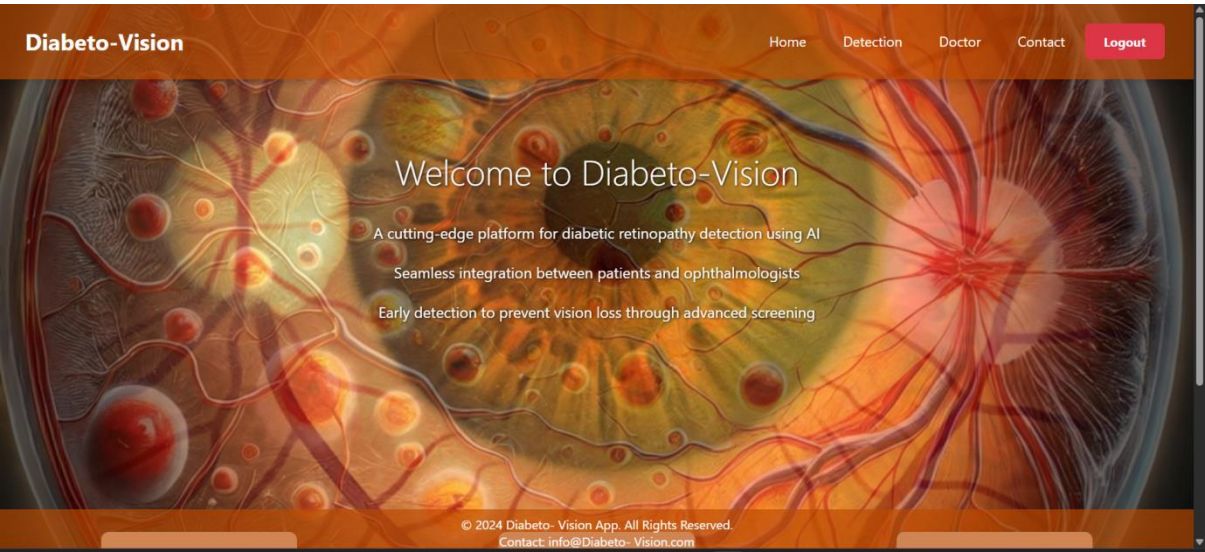 Diabeto-Vision
Home Detection Doctor Contact Logout
Welcome to Diabeto-Vision
A cutting-edge platform for diabetic retinopathy detection using AI
Seamless integration between patients and ophthalmologists
Early detection to prevent vision loss through advanced screening
© 2024 Diabeto- Vision App. All Rights Reserved.
Contact: info@Diabeto- Vision.com